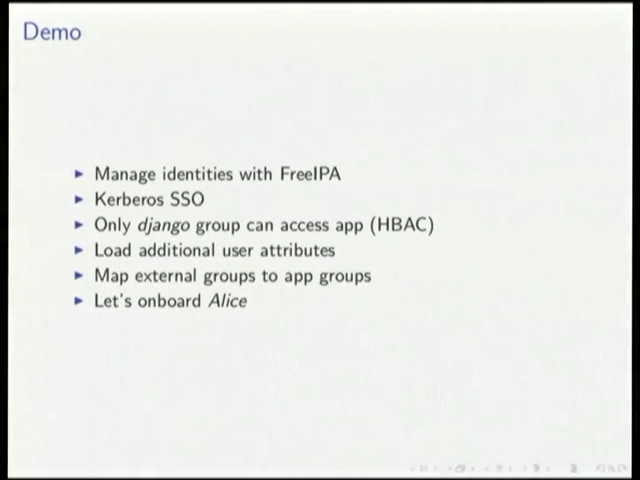 Demo
Manage identities with FreeIPA
Kerberos SSO
Only django group can access app (HBAC)
Load additional user attributes
Map external groups to app groups
Let's onboard Alice